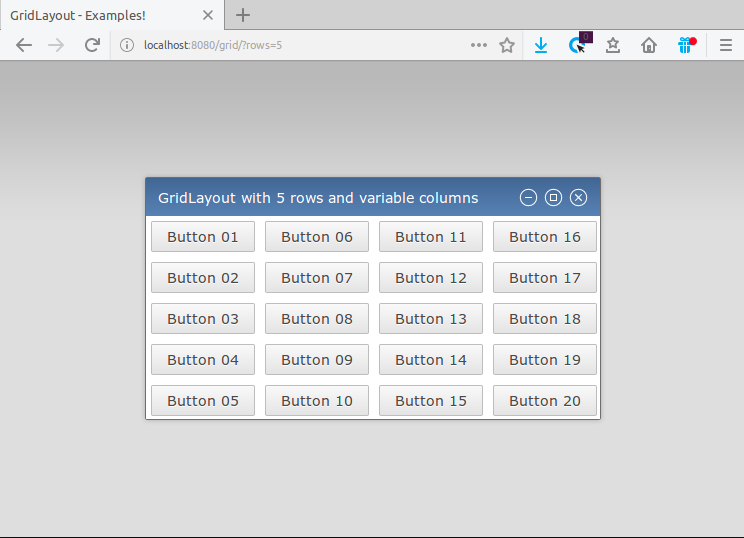 GridLayout - Examples!
localhost:8080/grid/?rows=5
0
GridLayout with 5 rows and variable columns
Button 01 Button 06 Button 11 Button 16
Button 02 Button 07 Button 12 Button 17
Button 03 Button 08 Button 13 Button 18
Button 04 Button 09 Button 14 Button 19
Button 05 Button 10 Button 15 Button 20